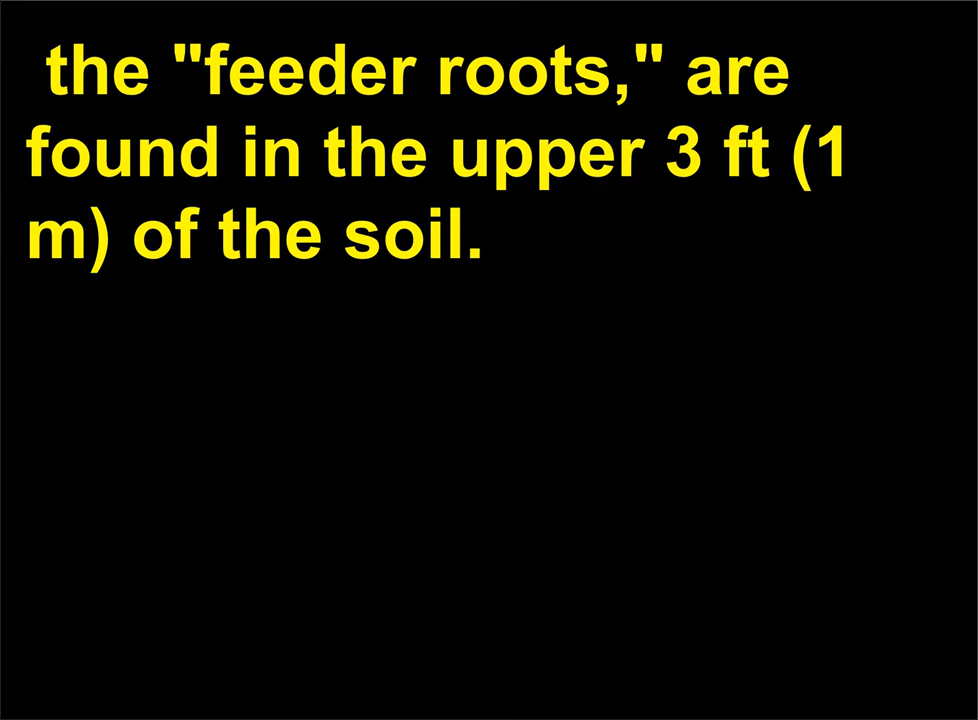 the "feeder roots," are
found in the upper 3 ft (1
m) of the soil.